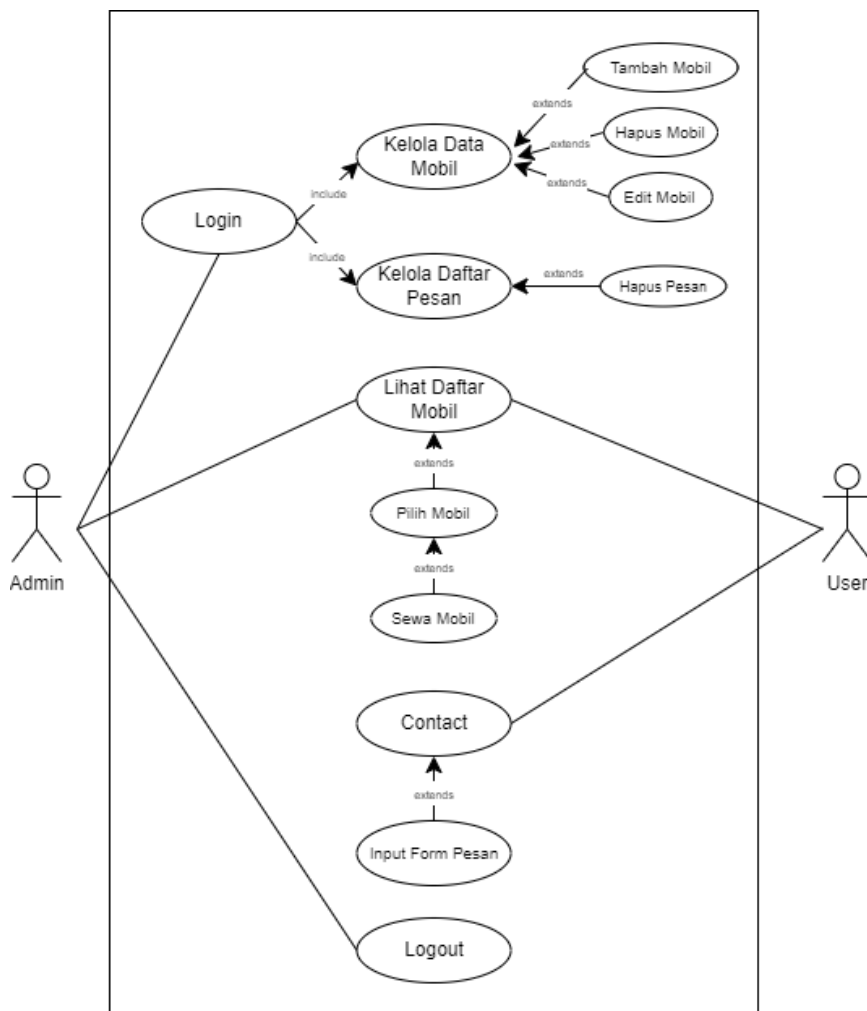 Tambah Mobil
extends
Kelola Data
Mobil
Hapus Mobil
extends
extends
Edit Mobil
include
Login
include
Kelola Daftar
Pesan
extends
Hapus Pesan
Lihat Daftar
Mobil
extends
Pilih Mobil
extends
Admin
User
Sewa Mobil
Contact
extends
Input Form Pesan
Logout